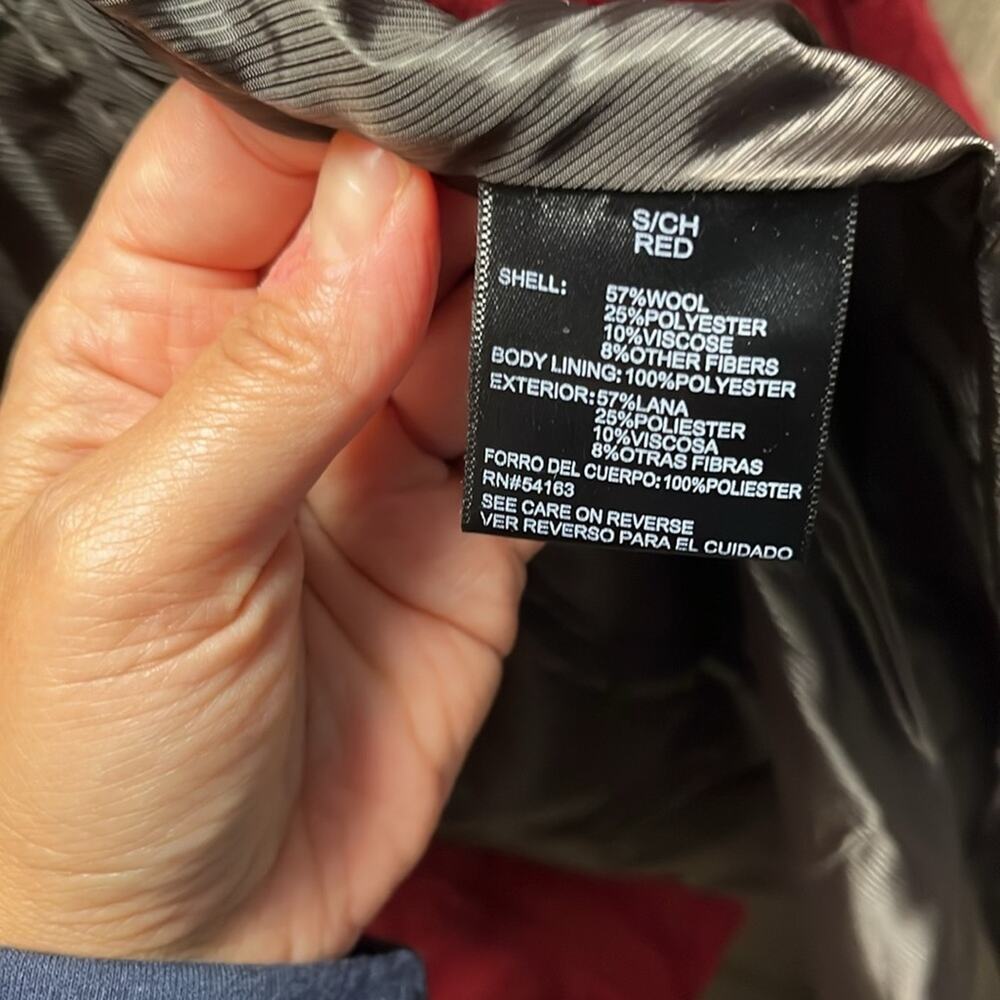 S/CH
RED
SHELL: 57%WOOL
25%POLYESTER
10%VISCOSE
8%OTHER FIBERS
BODY LINING:100%POLYESTER
EXTERIOR:57%LANA
25%POLIESTER
10%VISCOSA
8%OTRAS FIBRAS
FORRO DEL CUERPO:100%POLIESTER
RN#54163
SEE CARE ON REVERSE
VER REVERSO PARA EL CUIDADO